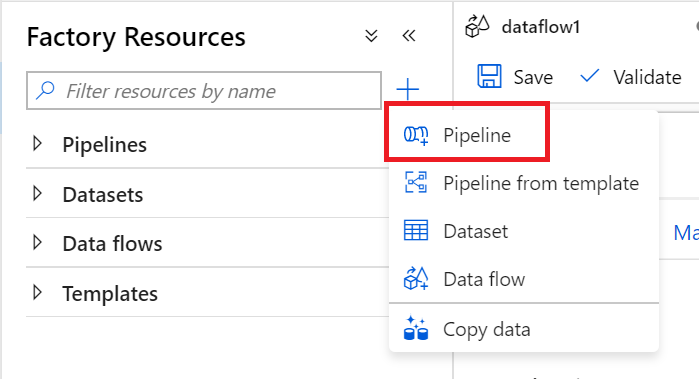 Factory Resources
Filter resources by name
Pipelines
Datasets
Data flows
Templates
dataflow1
Save
Validate
Pipeline
Pipeline from template
Dataset
Data flow
Copy data
Ma